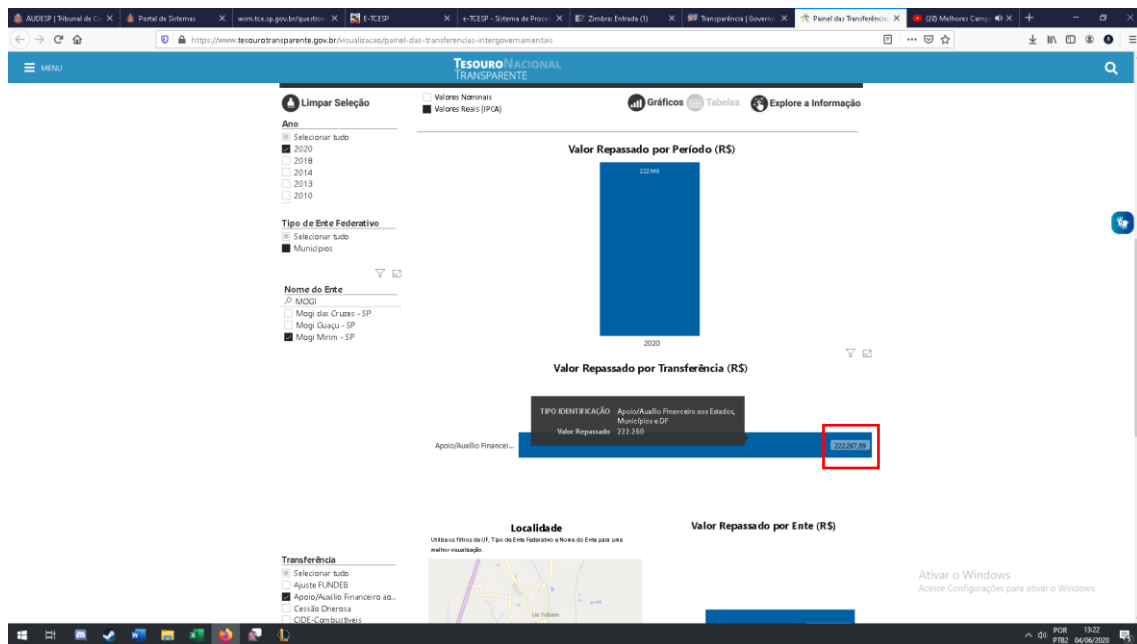 AUDESP | Tribunal de Co
Portal de Sistemas
wsm.tce.sp.gov.br/question
E-TCESP
e-TCESP - Sistema de Proces
Zimbra: Entrada (1)
Transparência | Governo
Painel das Transferências
(20) Melhores Camp
https://www.tesourotransparente.gov.br/visualizacao/painel-das-transferencias-intergovernamentais
MENU
TESOURONACIONAL
TRANSPARENTE
Limpar Seleção
Valores Nominais
Valores Reais (IPCA)
Gráficos
Tabelas
Explore a Informação
Ano
Selecionar tudo
2020
2018
2014
2013
2010
Valor Repassado por Período (R$)
222 Mil
2020
Tipo de Ente Federativo
Selecionar tudo
Municípios
Nome do Ente
MOGI
Mogi das Cruzes - SP
Mogi Guaçu - SP
Mogi Mirim - SP
Valor Repassado por Transferência (R$)
TIPO IDENTIFICAÇÃO Apoio/Auxílio Financeiro aos Estados,
Municípios e DF
Valor Repassado 222.268
Apoio/Auxílio Financei...
222.267,89
Localidade
Utilize os filtros de UF, Tipo de Ente Federativo e Nome do Ente para uma
melhor visualização.
Valor Repassado por Ente (R$)
Transferência
Selecionar tudo
Ajuste FUNDEB
Apoio/Auxílio Financeiro ao...
Cessão Onerosa
CIDE-Combustíveis
Ativar o Windows
Acesse Configurações para ativar o Windows.
POR
PTB2
13:22
04/06/2020